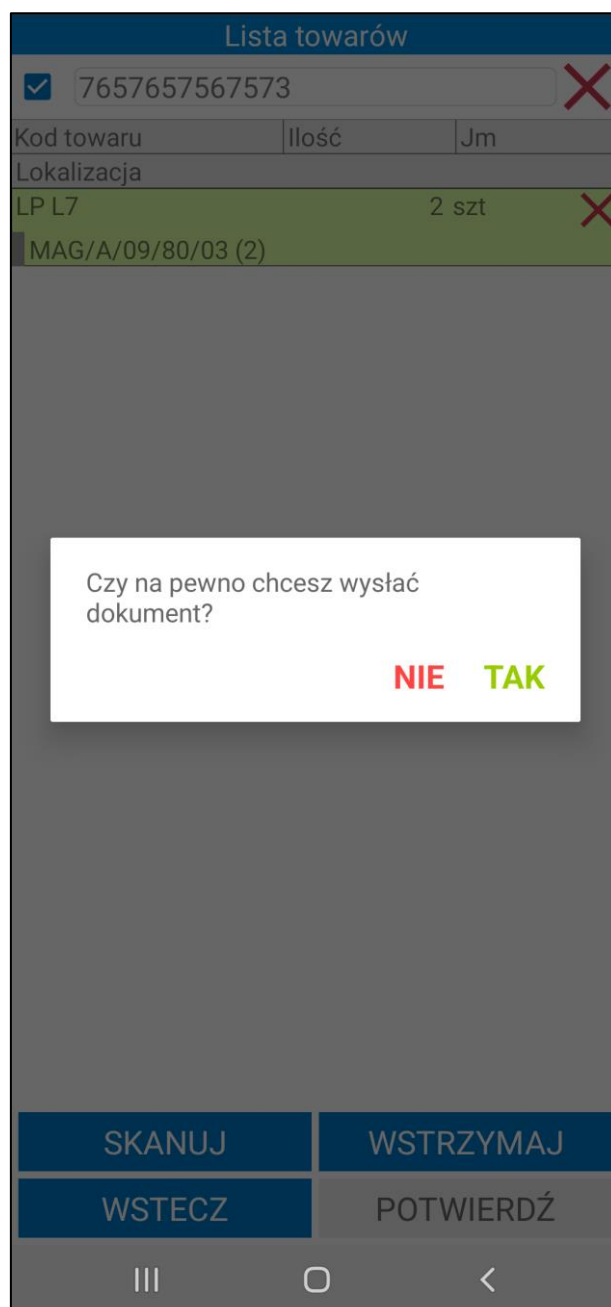 Lista towarów
7657657567573
Kod towaru Ilość Jm
Lokalizacja
LP L7 2 szt
MAG/A/09/80/03 (2)
Czy na pewno chcesz wysłać
dokument?
NIE TAK
SKANUJ WSTRZYMAJ
WSTECZ POTWIERDŹ